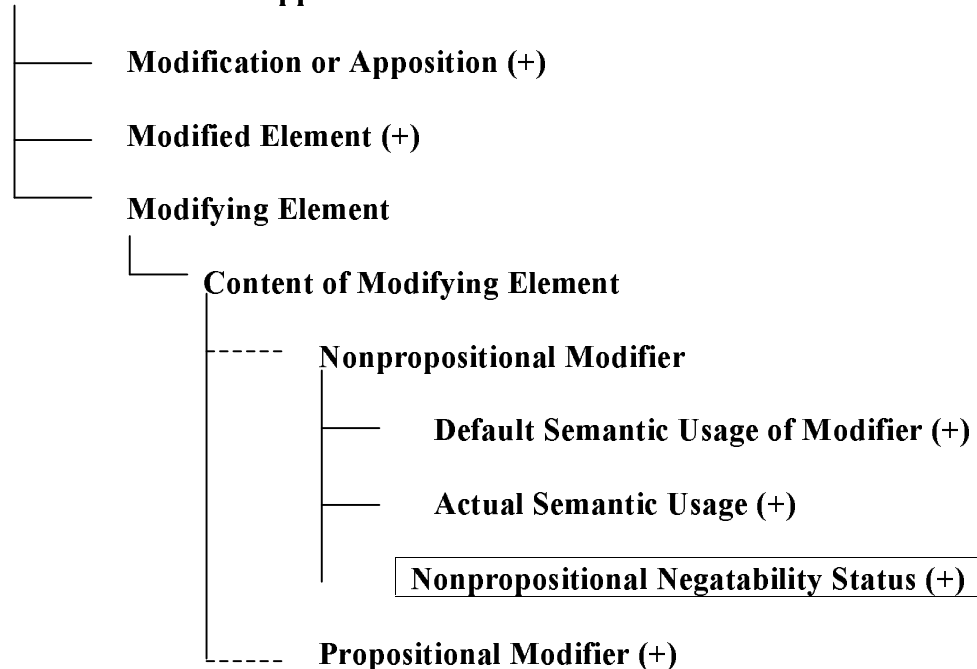 Modification or Apposition (+)
Modified Element (+)
Modifying Element
Content of Modifying Element
Nonpropositional Modifier
Default Semantic Usage of Modifier (+)
Actual Semantic Usage (+)
Nonpropositional Negatability Status (+)
Propositional Modifier (+)